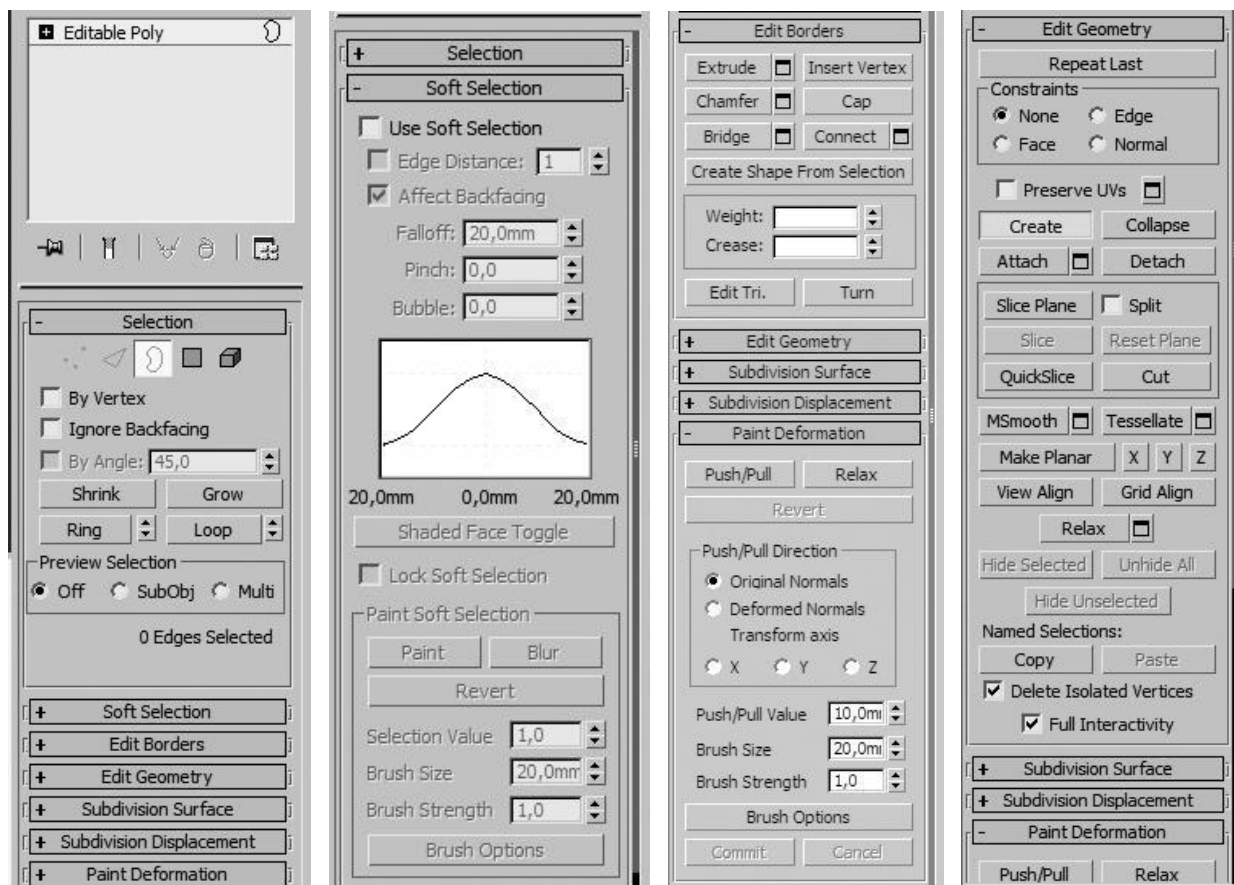 Editable Poly
Selection
By Vertex
Ignore Backfacing
By Angle: 45,0
Shrink Grow
Ring Loop
Preview Selection
Off SubObj Multi
0 Edges Selected
+ Soft Selection
+ Edit Borders
+ Edit Geometry
+ Subdivision Surface
+ Subdivision Displacement
+ Paint Deformation
+ Selection
- Soft Selection
Use Soft Selection
Edge Distance: 1
Affect Backfacing
Falloff: 20,0mm
Pinch: 0,0
Bubble: 0,0
20,0mm 0,0mm 20,0mm
Shaded Face Toggle
Lock Soft Selection
Paint Soft Selection
Paint Blur
Revert
Selection Value 1,0
Brush Size 20,0mm
Brush Strength 1,0
Brush Options
- Edit Borders
Extrude Insert Vertex
Chamfer Cap
Bridge Connect
Create Shape From Selection
Weight:
Crease:
Edit Tri. Turn
+ Edit Geometry
+ Subdivision Surface
+ Subdivision Displacement
- Paint Deformation
Push/Pull Relax
Revert
Push/Pull Direction
Original Normals
Deformed Normals
Transform axis
X Y Z
Push/Pull Value 10,0m
Brush Size 20,0m
Brush Strength 1,0
Brush Options
Commit Cancel
- Edit Geometry
Repeat Last
Constraints
None Edge
Face Normal
Preserve UVs
Create Collapse
Attach Detach
Slice Plane Split
Slice Reset Plane
QuickSlice Cut
MSmooth Tessellate
Make Planar X Y Z
View Align Grid Align
Relax
Hide Selected Unhide All
Hide Unselected
Named Selections:
Copy Paste
Delete Isolated Vertices
Full Interactivity
+ Subdivision Surface
+ Subdivision Displacement
- Paint Deformation
Push/Pull Relax